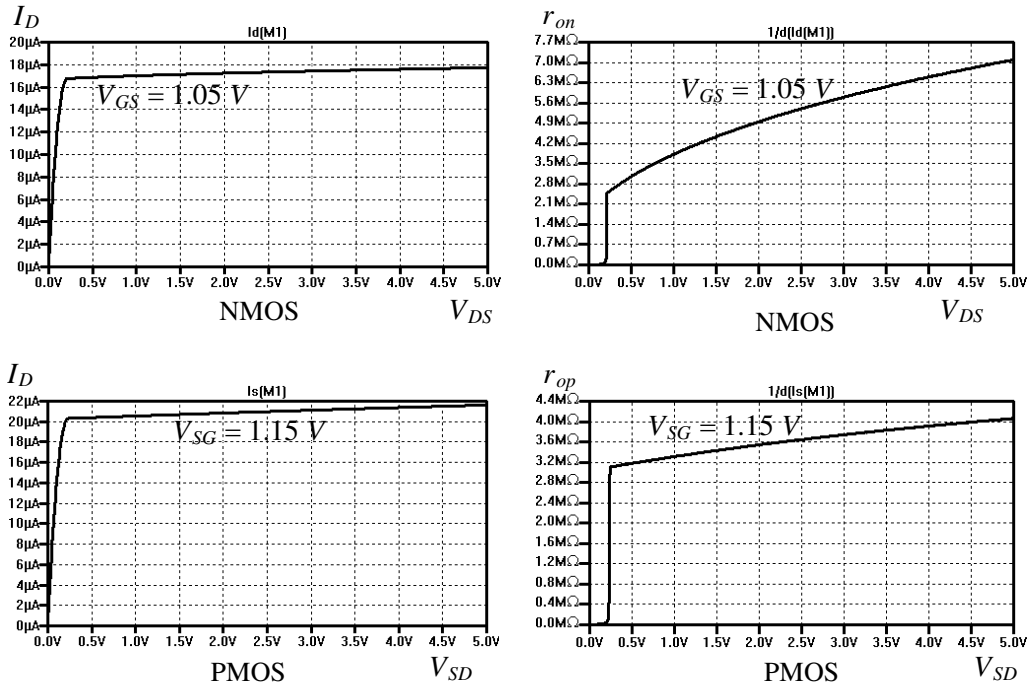 I_D
Id(M1)
20µA
18µA
16µA
14µA
12µA
10µA
8µA
6µA
4µA
2µA
0µA
V_GS = 1.05 V
0.0V 0.5V 1.0V 1.5V 2.0V 2.5V 3.0V 3.5V 4.0V 4.5V 5.0V
NMOS
V_DS
r_on
1/d(Id(M1))
7.7MΩ
7.0MΩ
6.3MΩ
5.6MΩ
4.9MΩ
4.2MΩ
3.5MΩ
2.8MΩ
2.1MΩ
1.4MΩ
0.7MΩ
0.0MΩ
V_GS = 1.05 V
0.0V 0.5V 1.0V 1.5V 2.0V 2.5V 3.0V 3.5V 4.0V 4.5V 5.0V
NMOS
V_DS
I_D
Is(M1)
22µA
20µA
18µA
16µA
14µA
12µA
10µA
8µA
6µA
4µA
2µA
0µA
V_SG = 1.15 V
0.0V 0.5V 1.0V 1.5V 2.0V 2.5V 3.0V 3.5V 4.0V 4.5V 5.0V
PMOS
V_SD
r_op
1/d(Is(M1))
4.4MΩ
4.0MΩ
3.6MΩ
3.2MΩ
2.8MΩ
2.4MΩ
2.0MΩ
1.6MΩ
1.2MΩ
0.8MΩ
0.4MΩ
0.0MΩ
V_SG = 1.15 V
0.0V 0.5V 1.0V 1.5V 2.0V 2.5V 3.0V 3.5V 4.0V 4.5V 5.0V
PMOS
V_SD